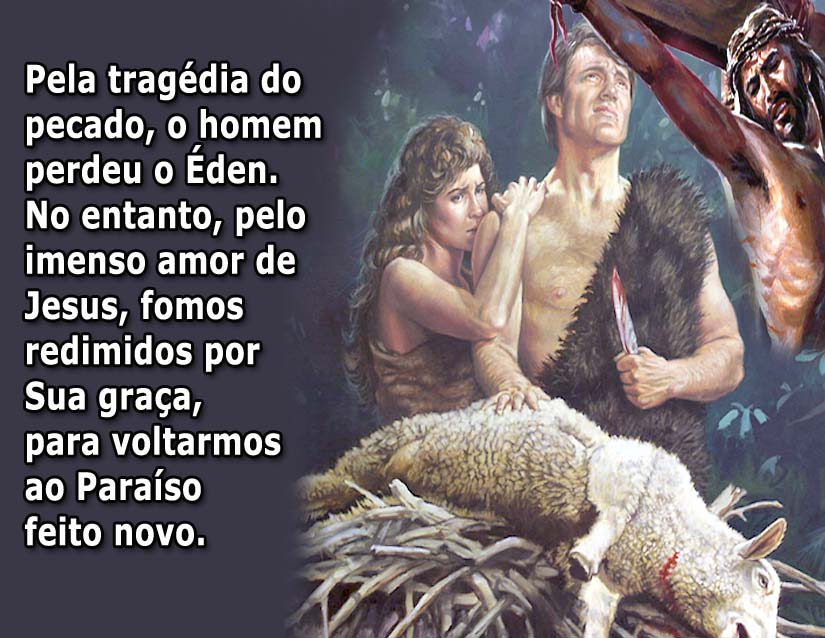 Pela tragédia do
pecado, o homem
perdeu o Éden.
No entanto, pelo
imenso amor de
Jesus, fomos
redimidos por
Sua graça,
para voltarmos
ao Paraíso
feito novo.